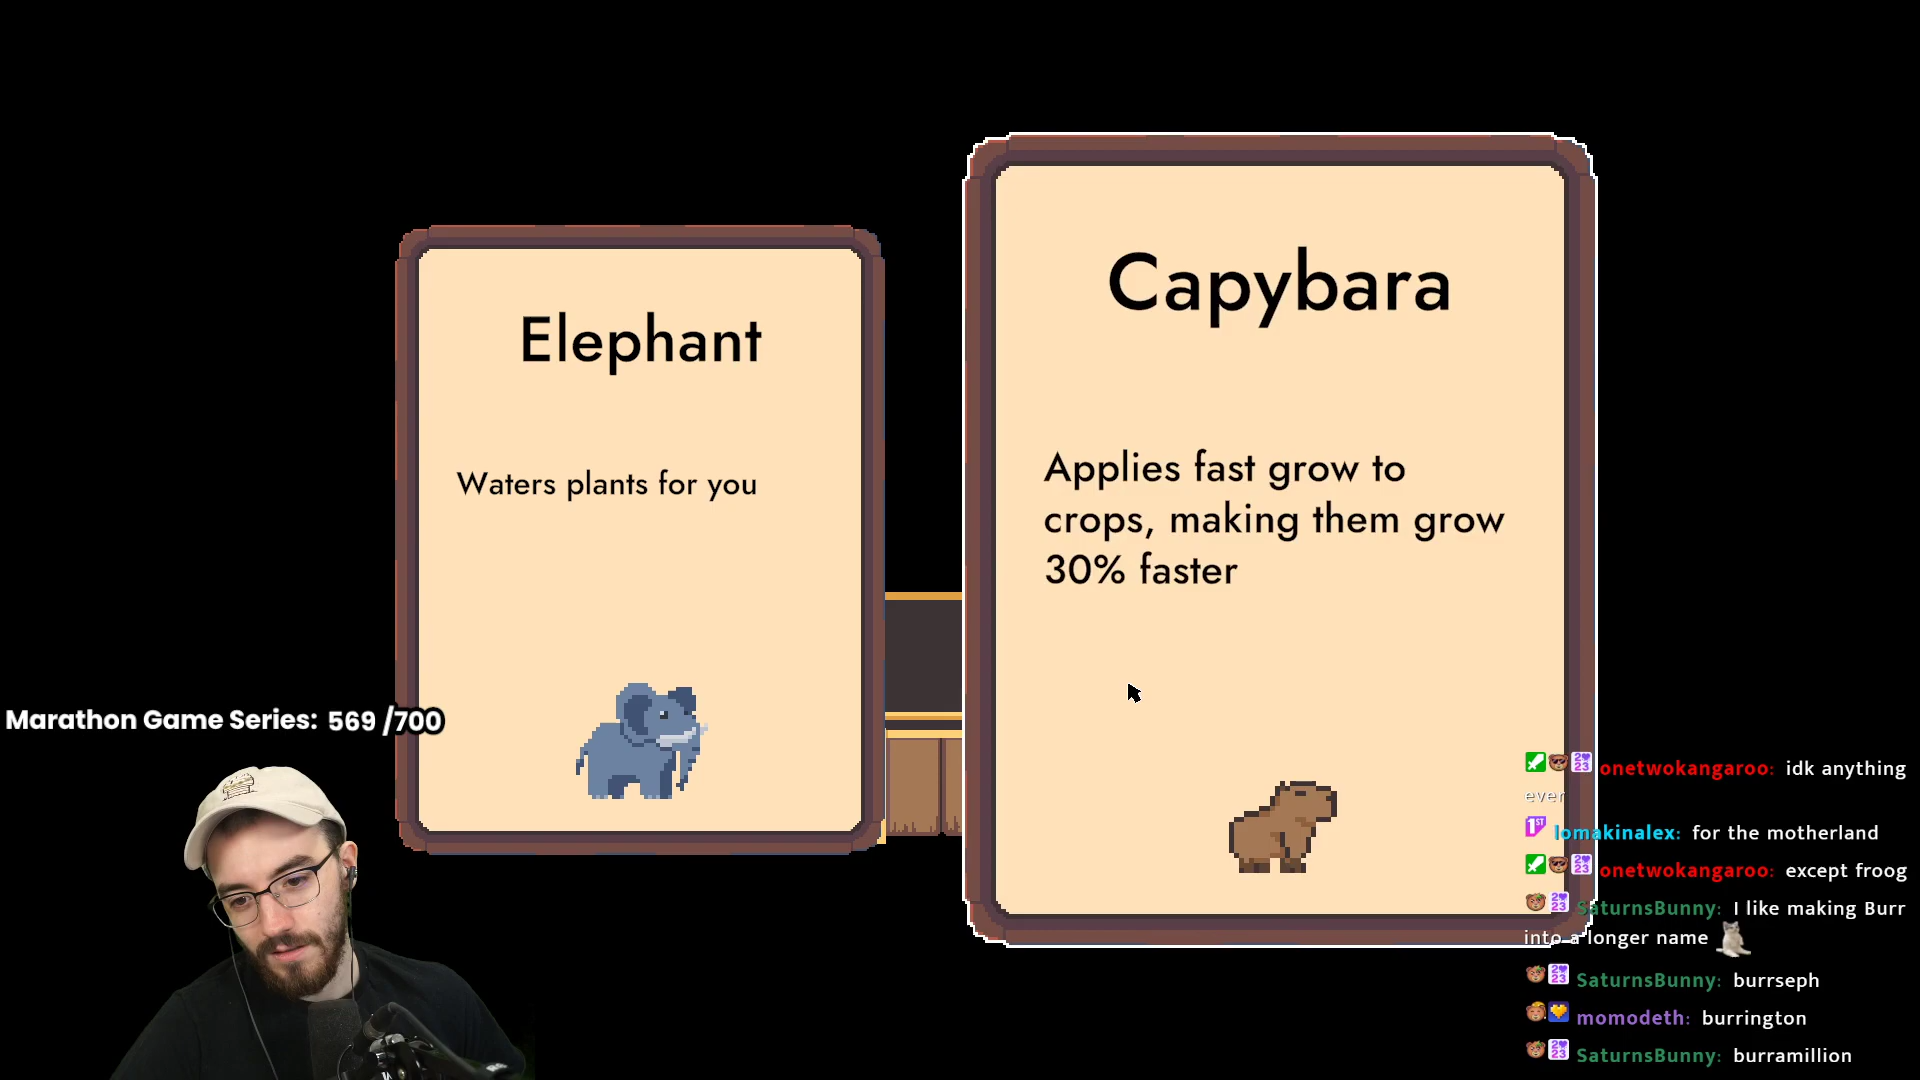 Elephant
Waters plants for you
Capybara
Applies fast grow to
crops, making them grow
30% faster
Marathon Game Series: 569 /700
onetwokangaroo: idk anything
ever
lomakinalex: for the motherland
onetwokangaroo: except froog
SaturnsBunny: I like making Burr
into a longer name
SaturnsBunny: burrseph
momodeth: burrington
SaturnsBunny: burramillion